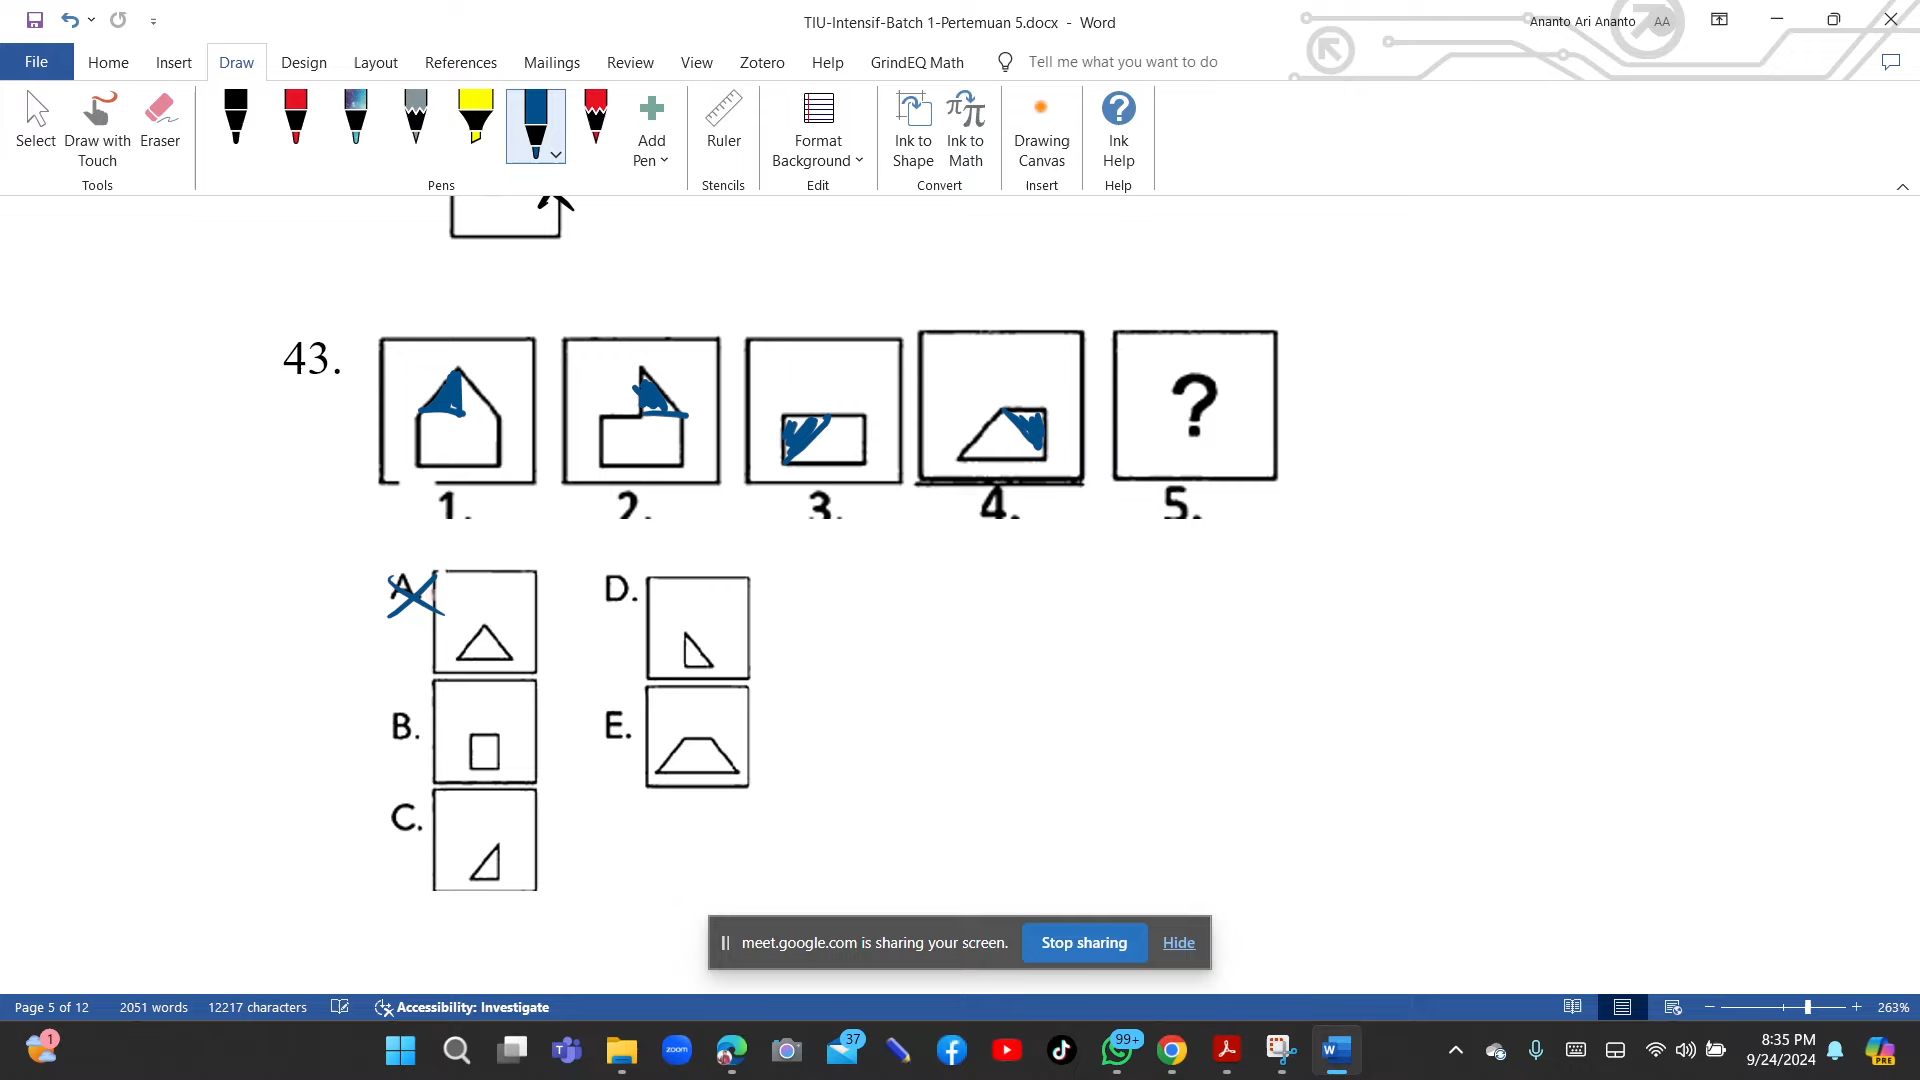 TIU-Intensif-Batch 1-Pertemuan 5.docx - Word
Ananto Ari Ananto AA
File Home Insert Draw Design Layout References Mailings Review View Zotero Help GrindEQ Math Tell me what you want to do
Select
Draw with Touch
Eraser
Add Pen
Ruler
Format Background
Ink to Shape
Ink to Math
Drawing Canvas
Ink Help
Tools Pens Stencils Edit Convert Insert Help
43.
?
1. 2. 3. 4. 5.
A. D.
B. E.
C.
meet.google.com is sharing your screen. Stop sharing Hide
Page 5 of 12 2051 words 12217 characters Accessibility: Investigate 263%
1
zoom
37
99+
W
8:35 PM
9/24/2024
PRE